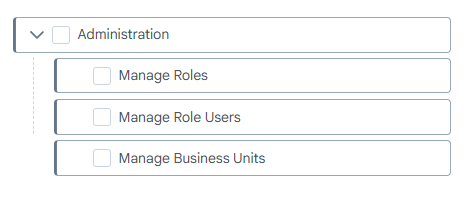 Administration
Manage Roles
Manage Role Users
Manage Business Units